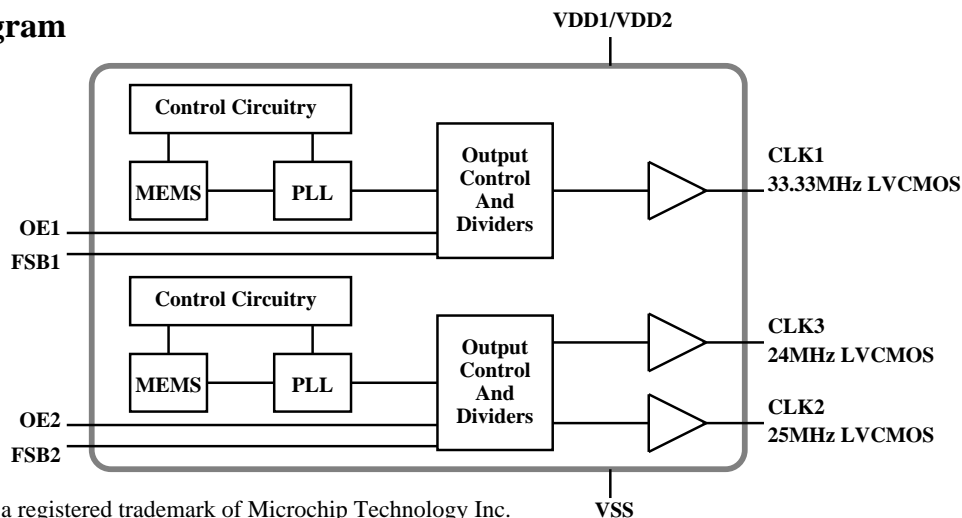 gram
VDD1/VDD2
Control Circuitry
MEMS
PLL
Output
Control
And
Dividers
CLK1
33.33MHz LVCMOS
OE1
FSB1
Control Circuitry
MEMS
PLL
Output
Control
And
Dividers
CLK3
24MHz LVCMOS
CLK2
25MHz LVCMOS
OE2
FSB2
VSS
a registered trademark of Microchip Technology Inc.